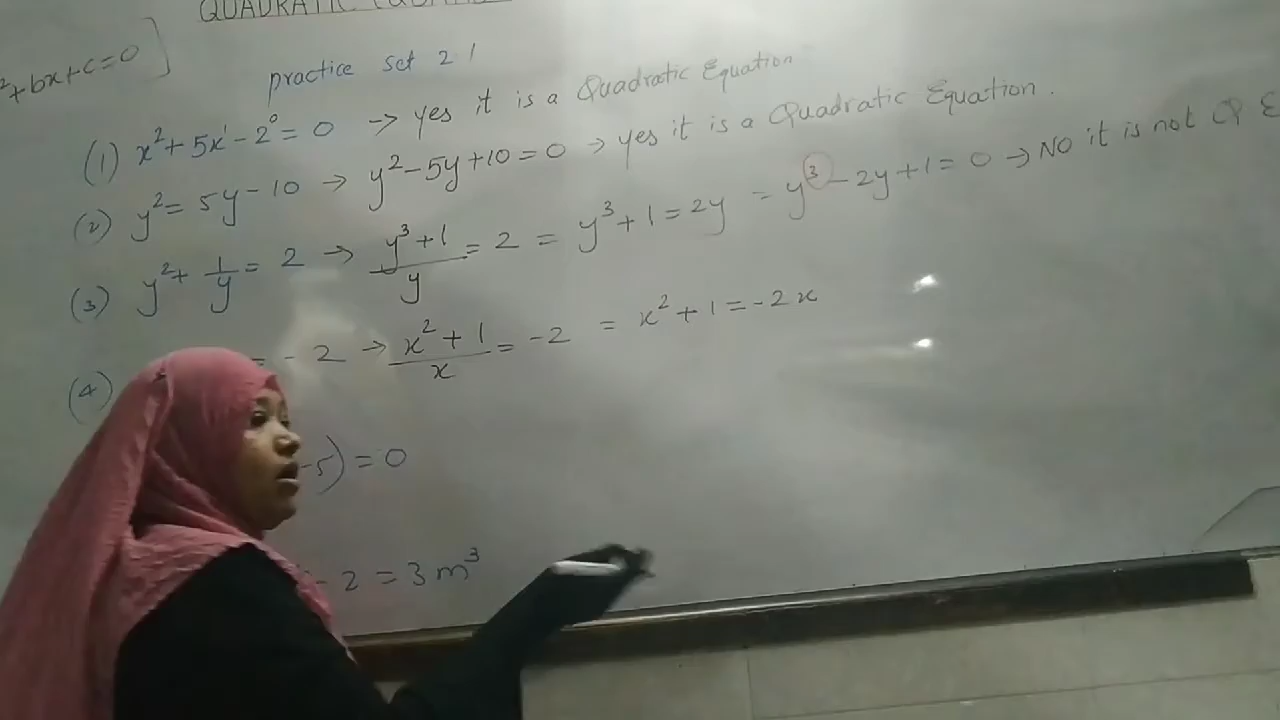 QUADRATIC
²+bx+c=0]
practice set 2 1
(1) x²+5x¹-2⁰=0 → yes it is a Quadratic Equation
(2) y²=5y-10 → y²-5y+10=0 → yes it is a Quadratic Equation.
(3) y²+1/y=2 → (y³+1)/y=2 = y³+1=2y = y³-2y+1=0 → NO it is not Q E
(4) =-2 → (x²+1)/x=-2 = x²+1=-2x
-5)=0
-2=3m³